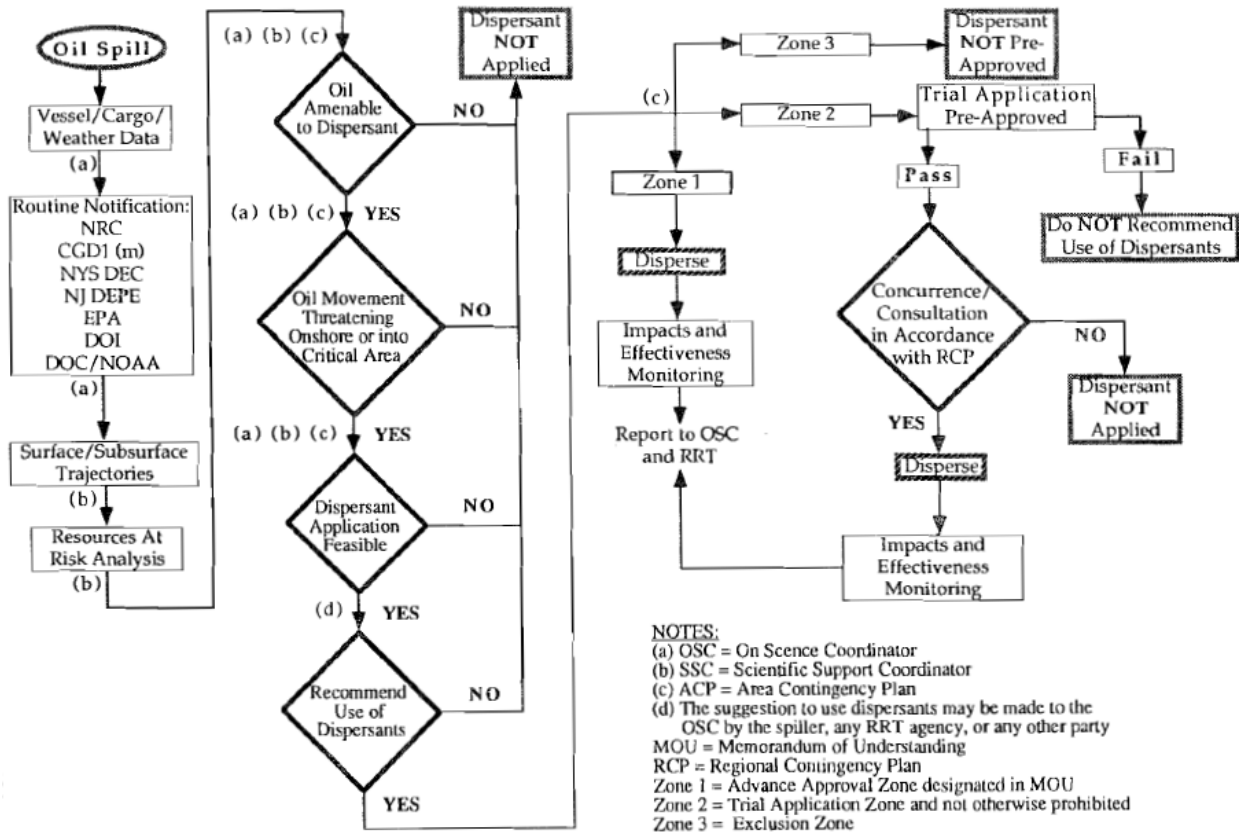 Oil Spill
Vessel/Cargo/
Weather Data
(a)
Routine Notification:
NRC
CGD1 (m)
NYS DEC
NJ DEPE
EPA
DOI
DOC/NOAA
(a)
Surface/Subsurface
Trajectories
(b)
Resources At
Risk Analysis
(b)
(a) (b) (c)
Oil
Amenable
to Dispersant
NO
Dispersant
NOT
Applied
(a) (b) (c)
YES
Oil Movement
Threatening
Onshore or into
Critical Area
NO
(a) (b) (c)
YES
Dispersant
Application
Feasible
NO
(d)
YES
Recommend
Use of
Dispersants
NO
YES
(c)
Zone 3
Dispersant
NOT Pre-
Approved
Zone 2
Trial Application
Pre-Approved
Fail
Do NOT Recommend
Use of Dispersants
Pass
Concurrence/
Consultation
in Accordance
with RCP
NO
Dispersant
NOT
Applied
YES
Disperse
Impacts and
Effectiveness
Monitoring
Zone 1
Disperse
Impacts and
Effectiveness
Monitoring
Report to OSC
and RRT
NOTES:
(a) OSC = On Scence Coordinator
(b) SSC = Scientific Support Coordinator
(c) ACP = Area Contingency Plan
(d) The suggestion to use dispersants may be made to the
OSC by the spiller, any RRT agency, or any other party
MOU = Memorandum of Understanding
RCP = Regional Contingency Plan
Zone 1 = Advance Approval Zone designated in MOU
Zone 2 = Trial Application Zone and not otherwise prohibited
Zone 3 = Exclusion Zone